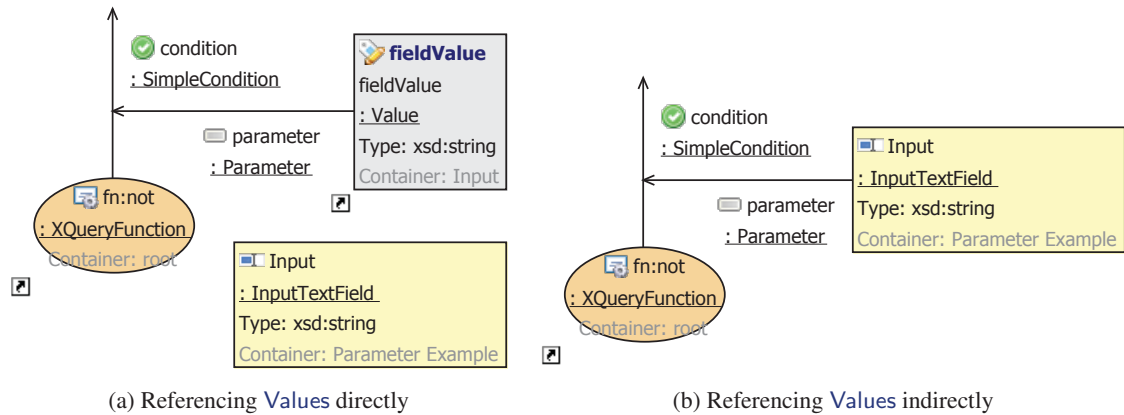 condition
: SimpleCondition
parameter
: Parameter
fn:not
: XQueryFunction
Container: root
fieldValue
fieldValue
: Value
Type: xsd:string
Container: Input
Input
: InputTextField
Type: xsd:string
Container: Parameter Example
(a) Referencing Values directly
condition
: SimpleCondition
parameter
: Parameter
fn:not
: XQueryFunction
Container: root
Input
: InputTextField
Type: xsd:string
Container: Parameter Example
(b) Referencing Values indirectly